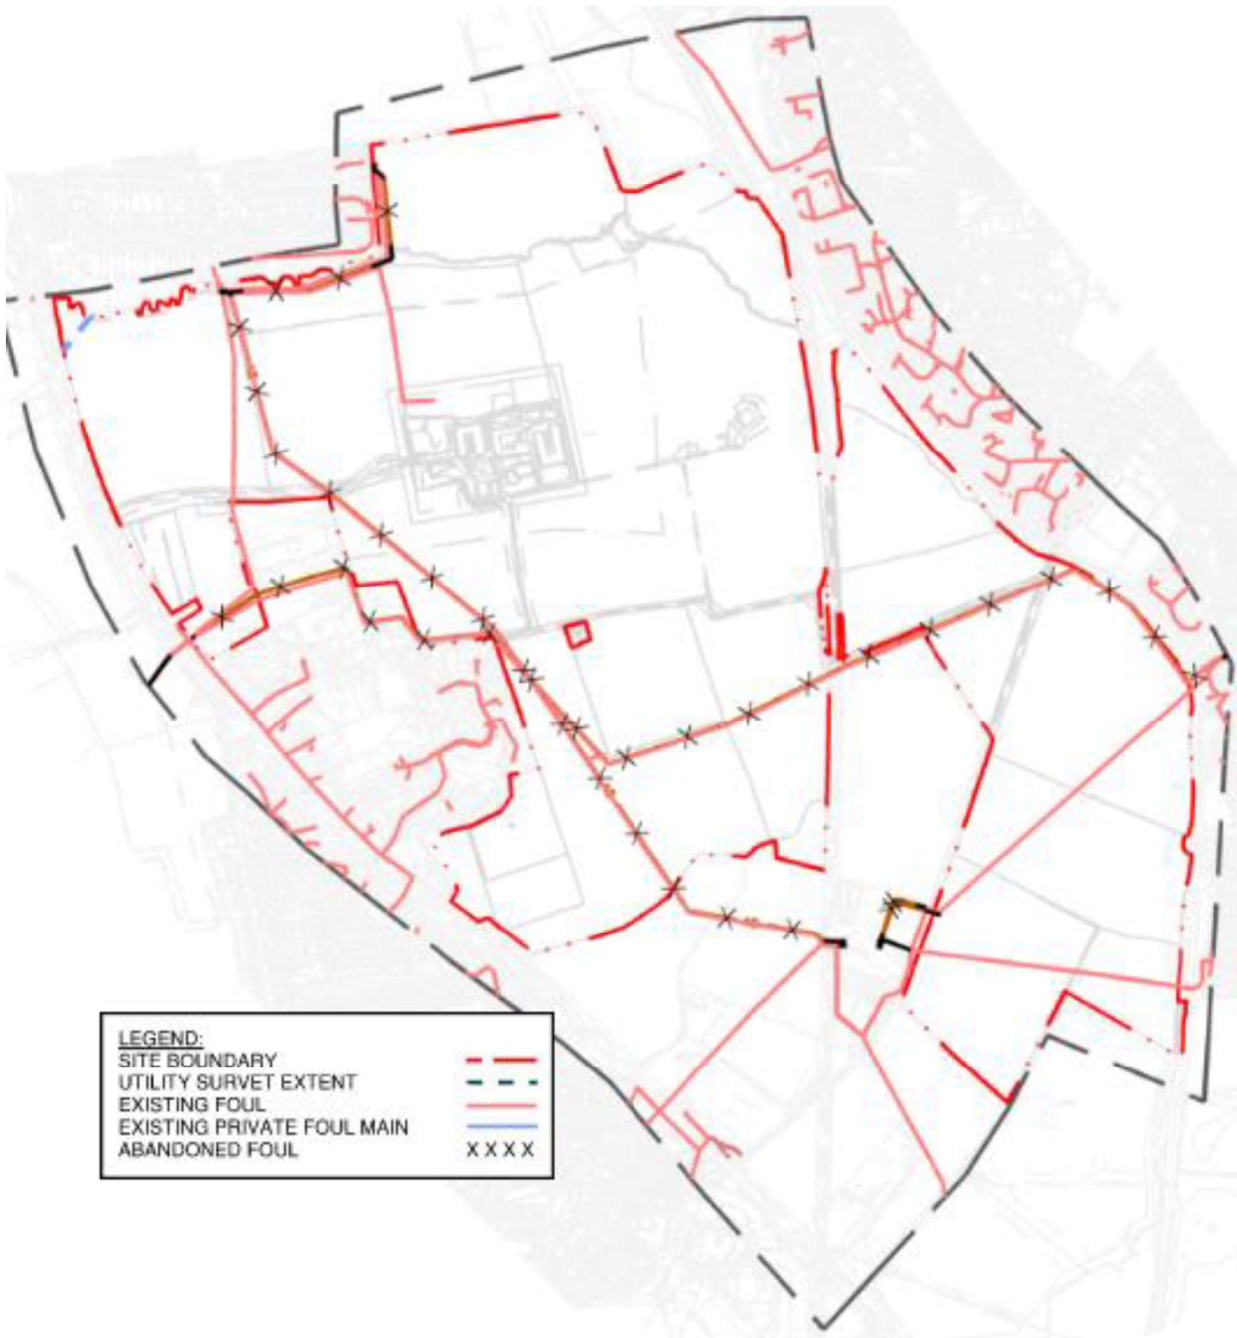 LEGEND:
SITE BOUNDARY
UTILITY SURVET EXTENT
EXISTING FOUL
EXISTING PRIVATE FOUL MAIN
ABANDONED FOUL X X X X